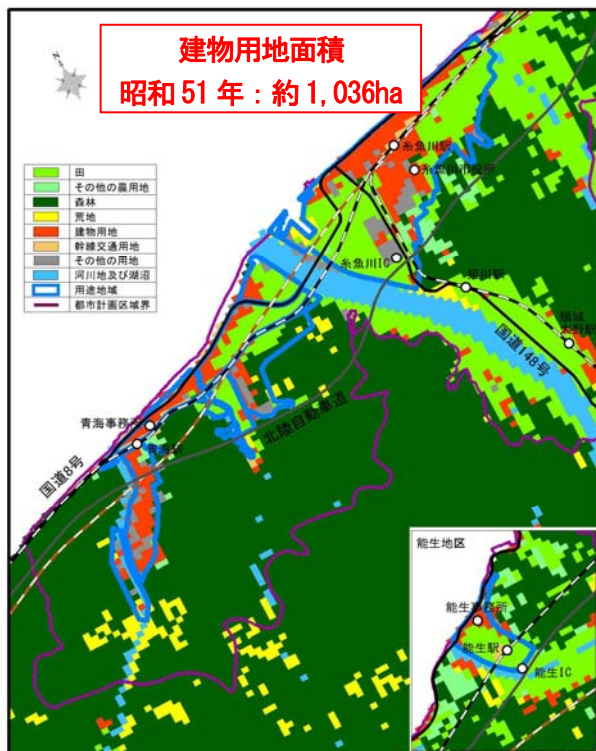 建物用地面積
昭和51年：約1,036ha
N
田
その他の農用地
森林
荒地
建物用地
幹線交通用地
その他の用地
河川地及び湖沼
用途地域
都市計画区域界
糸魚川駅
糸魚川市役所
糸魚川IC
姫川駅
頸城
大野駅
国道148号
北陸自動車道
青海事務所
青海駅
国道8号
能生地区
能生事務所
能生駅
能生IC